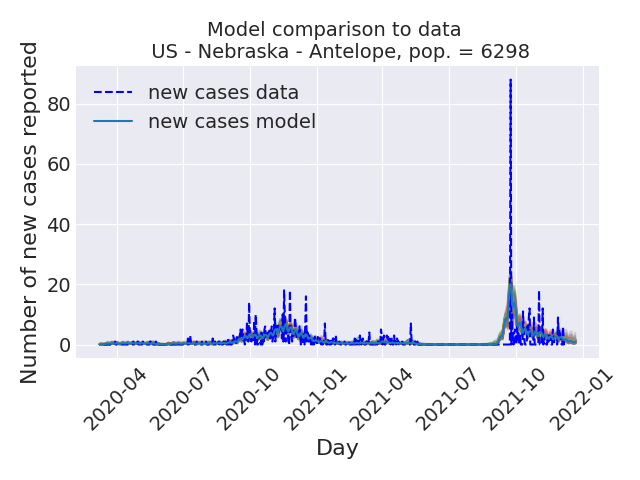 Model comparison to data
US - Nebraska - Antelope, pop. = 6298
Number of new cases reported
new cases data
new cases model
80
60
40
20
0
2020-04
2020-07
2020-10
2021-01
2021-04
2021-07
2021-10
2022-01
Day